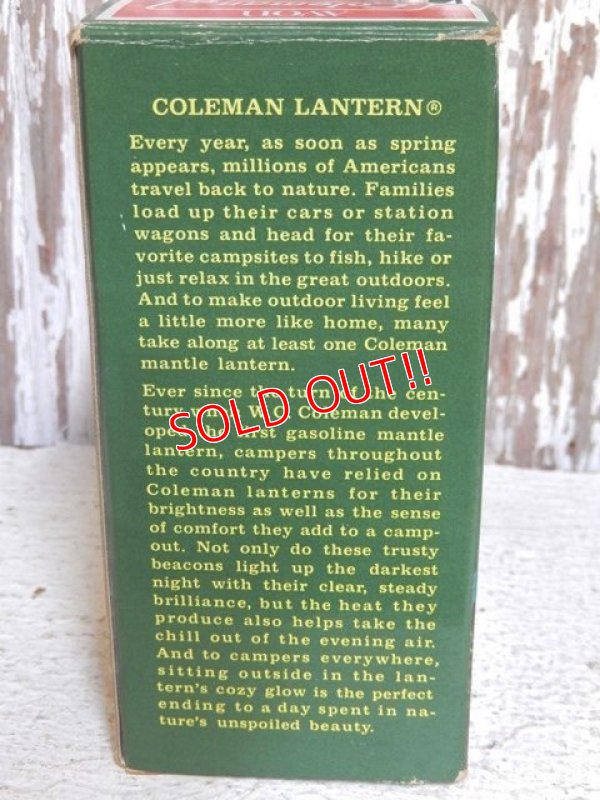 COLEMAN LANTERN®
Every year, as soon as spring
appears, millions of Americans
travel back to nature. Families
load up their cars or station
wagons and head for their fa-
vorite campsites to fish, hike or
just relax in the great outdoors.
And to make outdoor living feel
a little more like home, many
take along at least one Coleman
mantle lantern.
Ever since the turn of the cen-
tury when W.C. Coleman devel-
oped the first gasoline mantle
lantern, campers throughout
the country have relied on
Coleman lanterns for their
brightness as well as the sense
of comfort they add to a camp-
out. Not only do these trusty
beacons light up the darkest
night with their clear, steady
brilliance, but the heat they
produce also helps take the
chill out of the evening air.
And to campers everywhere,
sitting outside in the lan-
tern's cozy glow is the perfect
ending to a day spent in na-
ture's unspoiled beauty.
SOLD OUT!!